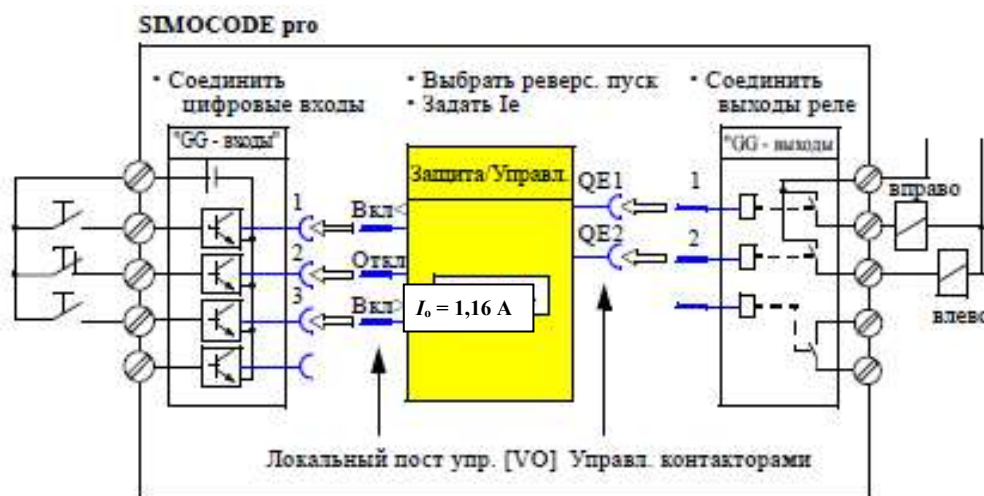 SIMOCODE pro
• Соединить
цифровые входы
• Выбрать реверс. пуск
• Задать Ie
• Соединить
выходы реле
"GG - входы"
Защита/Управл.
"GG - выходы
1
Вкл<
2
Откл
3
Вкл>
Iₒ = 1,16 А
QE1
1
QE2
2
вправо
влево
Локальный пост упр. [VO] Управл. контакторами